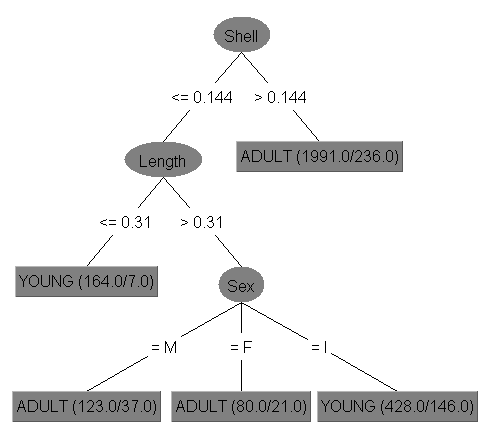 Shell
<= 0.144 > 0.144
Length
ADULT (1991.0/236.0)
<= 0.31 > 0.31
YOUNG (164.0/7.0)
Sex
= M = F = I
ADULT (123.0/37.0) ADULT (80.0/21.0) YOUNG (428.0/146.0)